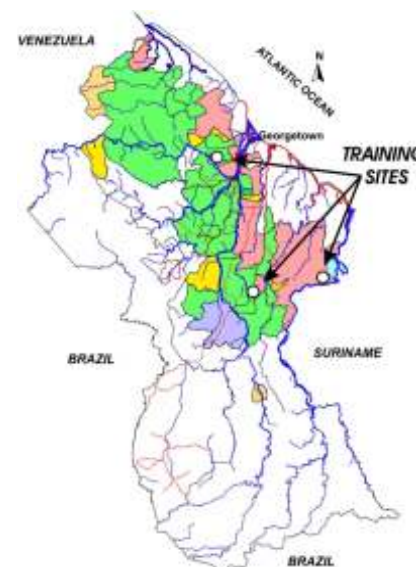 VENEZUELA
ATLANTIC OCEAN
N
Georgetown
TRAINING
SITES
BRAZIL
SURINAME
BRAZIL